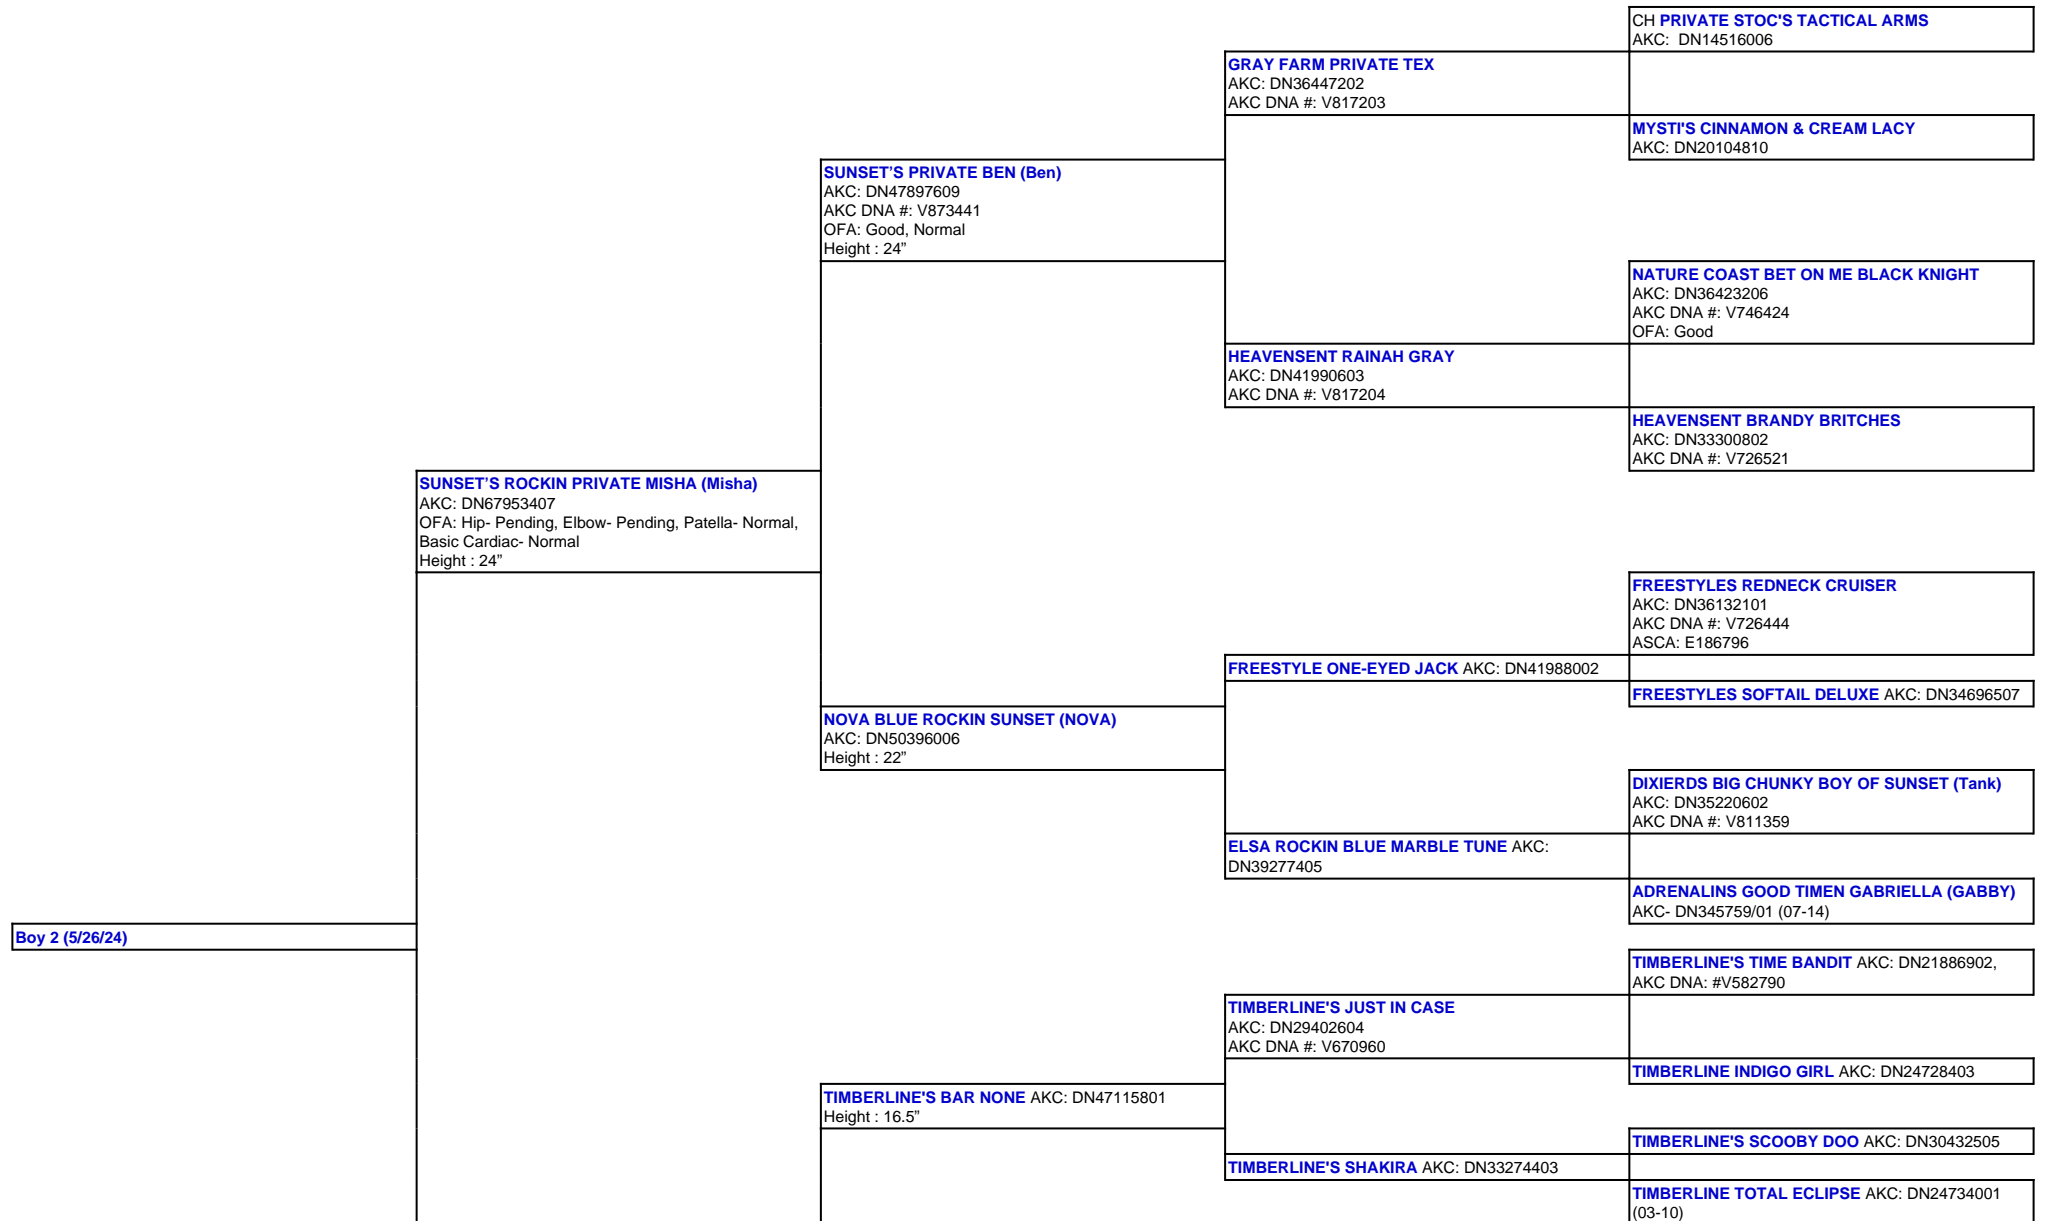 CH PRIVATE STOC'S TACTICAL ARMS
AKC:  DN14516006
GRAY FARM PRIVATE TEX
AKC: DN36447202
AKC DNA #: V817203
MYSTI'S CINNAMON & CREAM LACY
AKC: DN20104810
SUNSET’S PRIVATE BEN (Ben)
AKC: DN47897609
AKC DNA #: V873441
OFA: Good, Normal
Height : 24”
NATURE COAST BET ON ME BLACK KNIGHT
AKC: DN36423206
AKC DNA #: V746424
OFA: Good
HEAVENSENT RAINAH GRAY
AKC: DN41990603
AKC DNA #: V817204
HEAVENSENT BRANDY BRITCHES
AKC: DN33300802
AKC DNA #: V726521
SUNSET’S ROCKIN PRIVATE MISHA (Misha)
AKC: DN67953407
OFA: Hip- Pending, Elbow- Pending, Patella- Normal,
Basic Cardiac- Normal
Height : 24”
FREESTYLES REDNECK CRUISER
AKC: DN36132101
AKC DNA #: V726444
ASCA: E186796
FREESTYLE ONE-EYED JACK AKC: DN41988002
FREESTYLES SOFTAIL DELUXE AKC: DN34696507
NOVA BLUE ROCKIN SUNSET (NOVA)
AKC: DN50396006
Height : 22”
DIXIERDS BIG CHUNKY BOY OF SUNSET (Tank)
AKC: DN35220602
AKC DNA #: V811359
ELSA ROCKIN BLUE MARBLE TUNE AKC:
DN39277405
ADRENALINS GOOD TIMEN GABRIELLA (GABBY)
AKC- DN345759/01 (07-14)
Boy 2 (5/26/24)
TIMBERLINE'S TIME BANDIT AKC: DN21886902,
AKC DNA: #V582790
TIMBERLINE'S JUST IN CASE
AKC: DN29402604
AKC DNA #: V670960
TIMBERLINE INDIGO GIRL AKC: DN24728403
TIMBERLINE'S BAR NONE AKC: DN47115801
Height : 16.5”
TIMBERLINE'S SCOOBY DOO AKC: DN30432505
TIMBERLINE'S SHAKIRA AKC: DN33274403
TIMBERLINE TOTAL ECLIPSE AKC: DN24734001
(03-10)